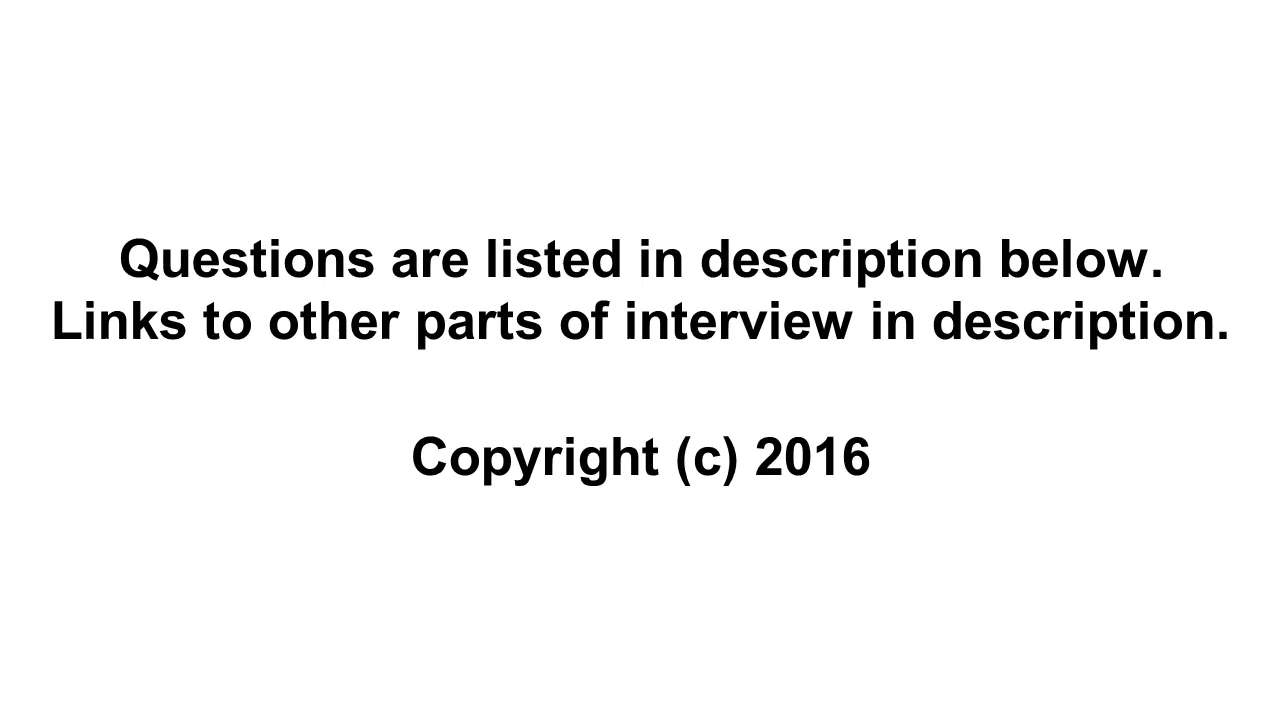 Questions are listed in description below.
Links to other parts of interview in description.
Copyright (c) 2016